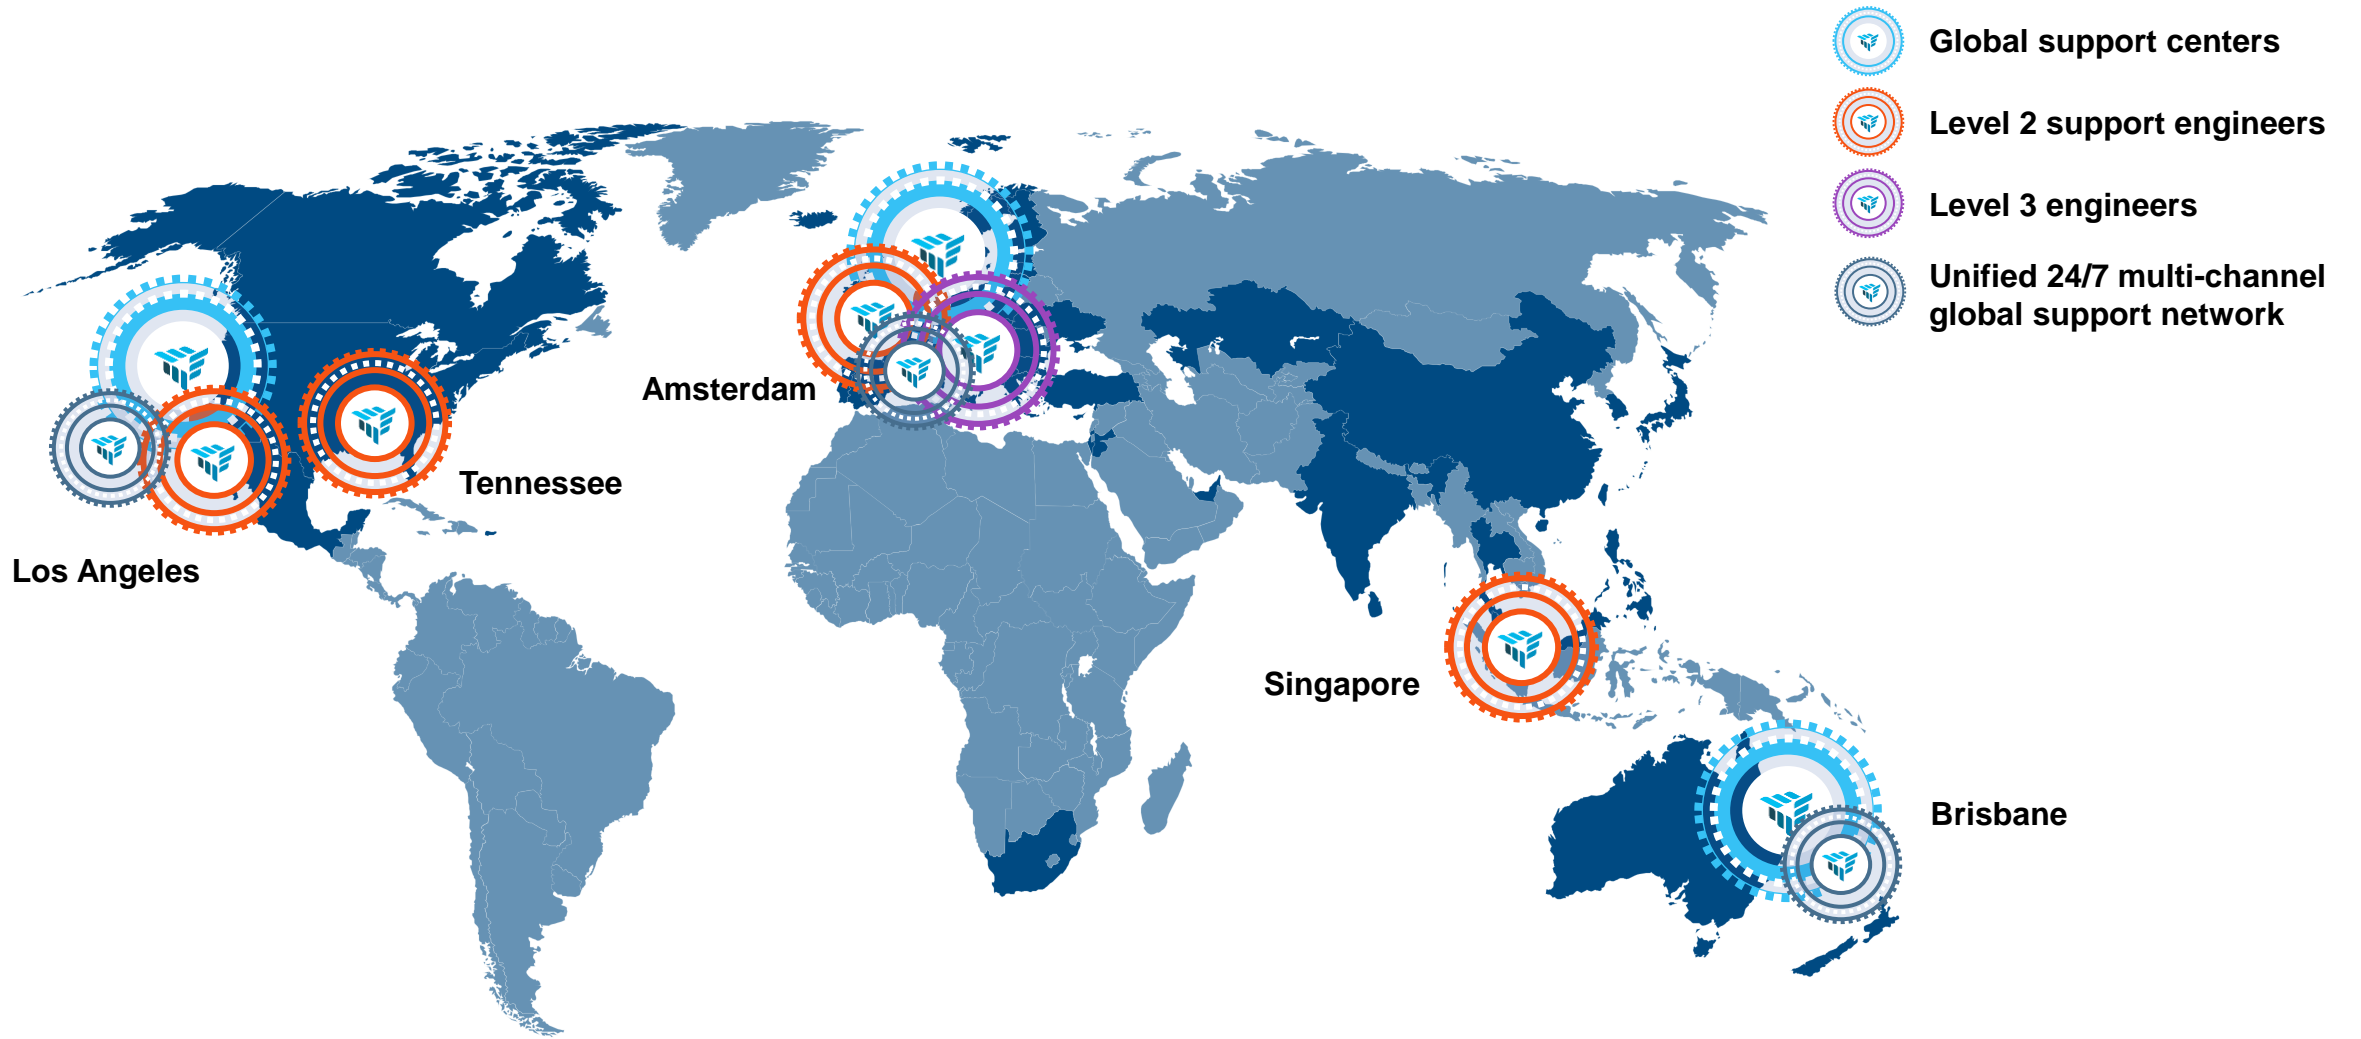 Global support centers
Level 2 support engineers
Level 3 engineers
Unified 24/7 multi-channel
global support network
Amsterdam
Tennessee
Los Angeles
Singapore
Brisbane